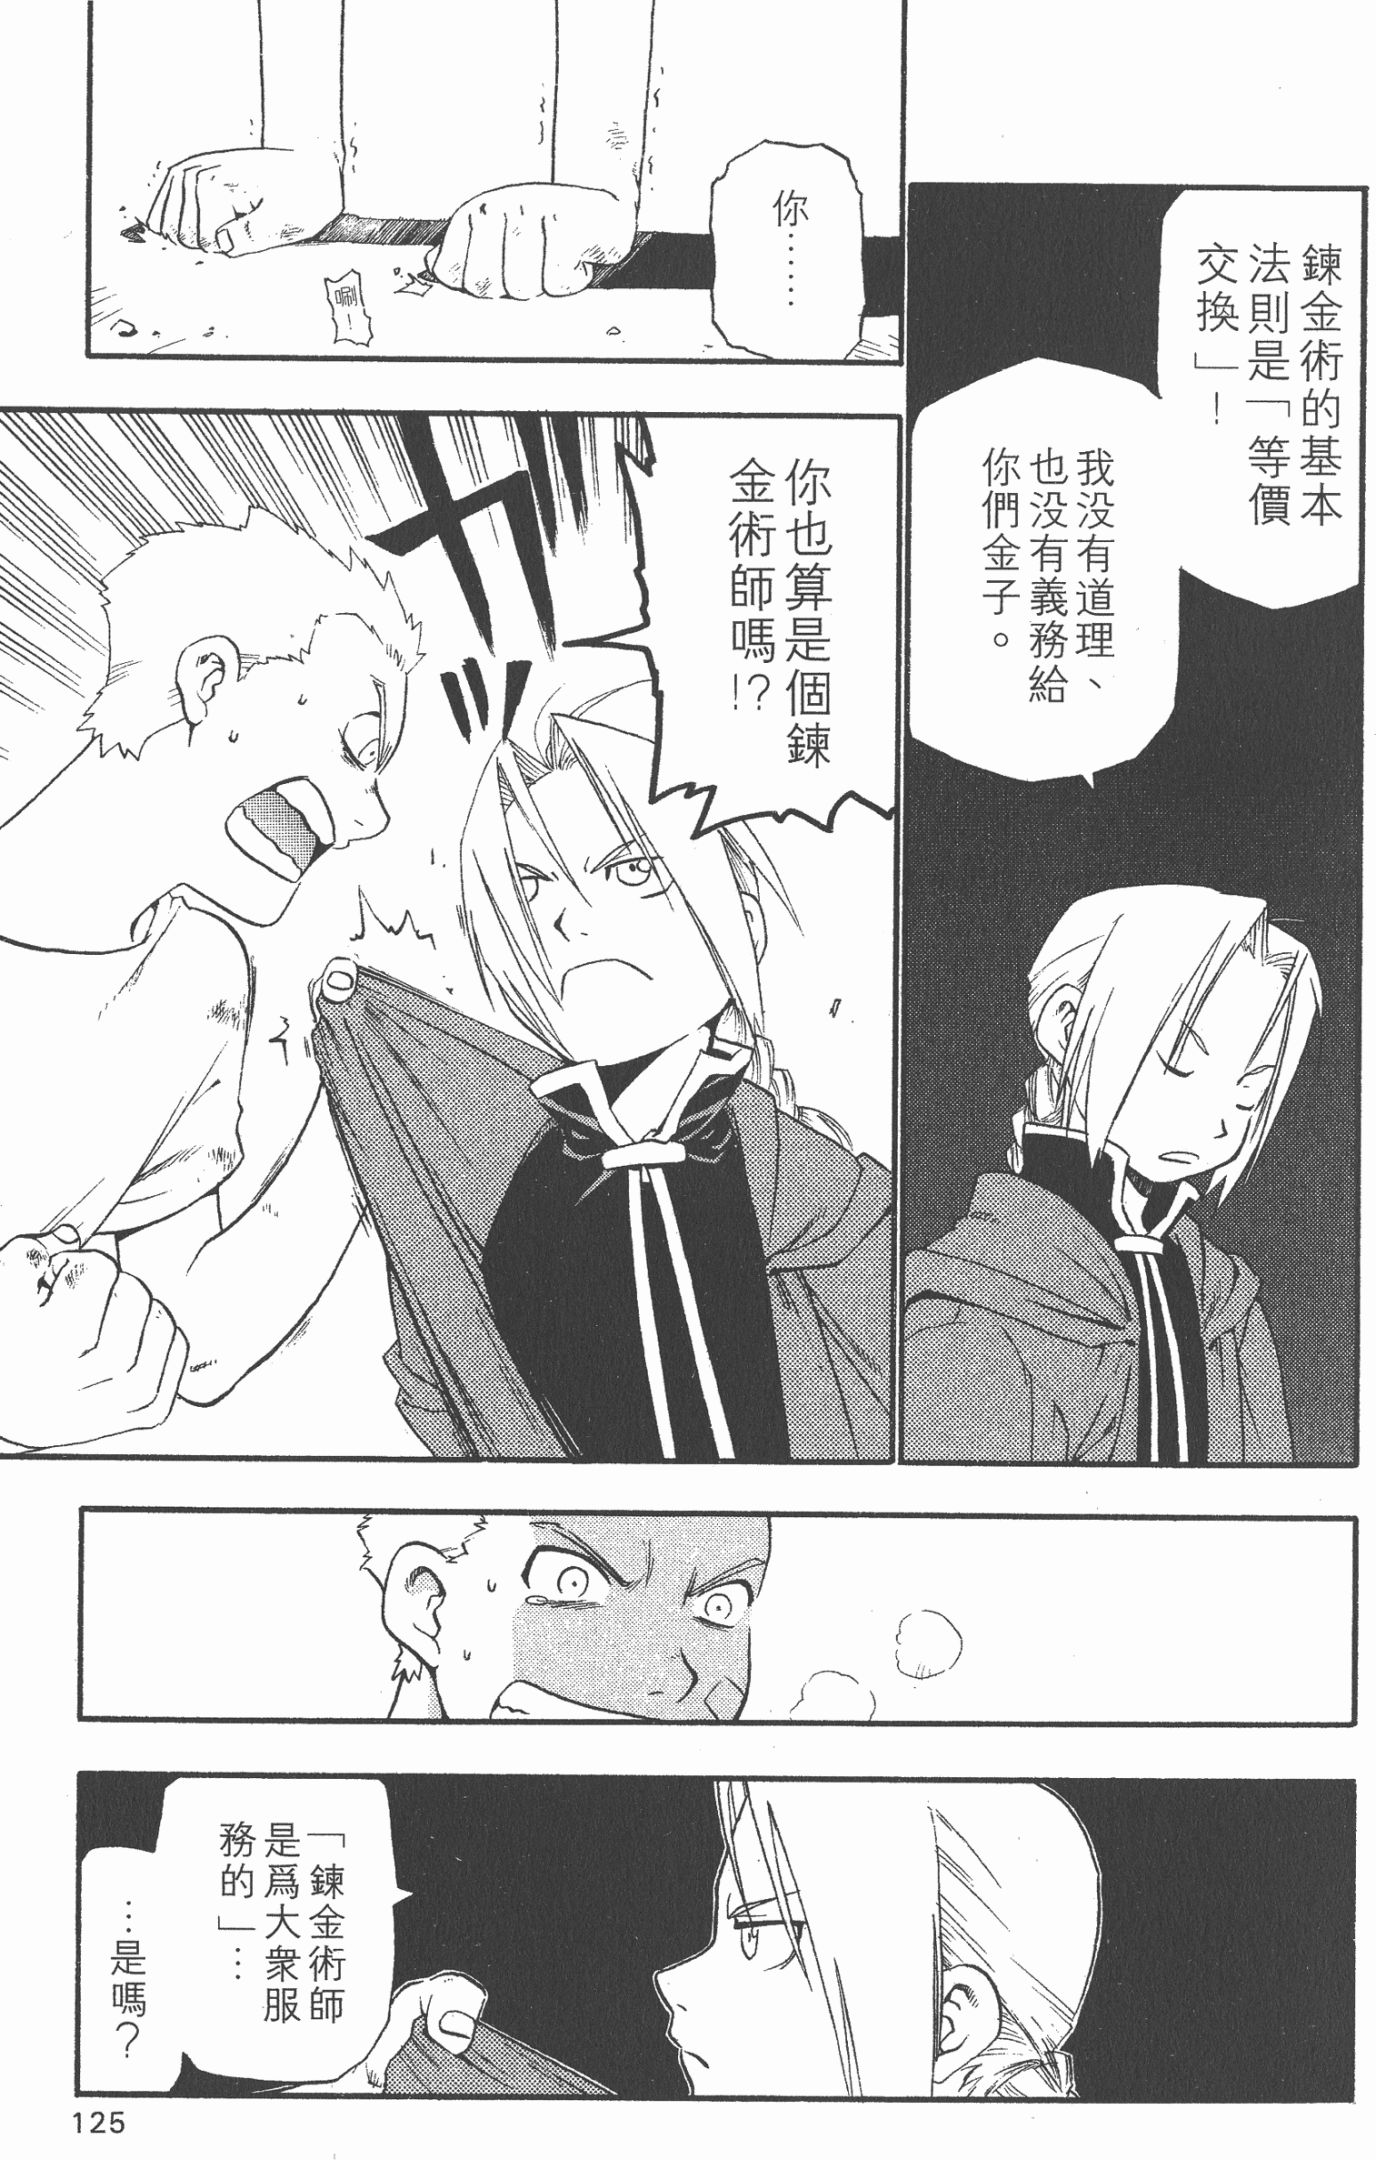 鍊金術的基本
法則是「等價
交換」！
我没有道理、
也没有義務給
你們金子。
你……
唰—
你也算是個鍊
金術師嗎!?
「鍊金術師
是爲大衆服
務的」…
…是嗎？
125